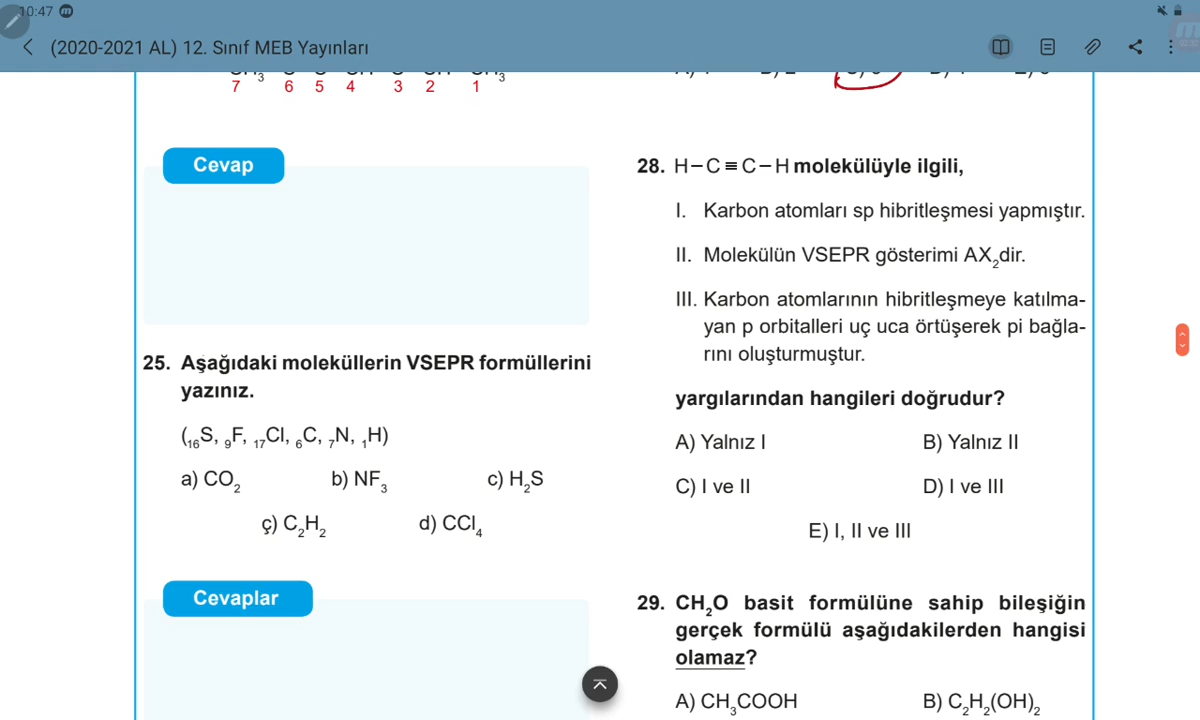 10:47
(2020-2021 AL) 12. Sınıf MEB Yayınları
7 6 5 4 3 2 1
Cevap
25. Aşağıdaki moleküllerin VSEPR formüllerini
yazınız.
(₁₆S, ₉F, ₁₇Cl, ₆C, ₇N, ₁H)
a) CO₂ b) NF₃ c) H₂S
ç) C₂H₂ d) CCl₄
Cevaplar
28. H−C≡C−H molekülüyle ilgili,
I. Karbon atomları sp hibritleşmesi yapmıştır.
II. Molekülün VSEPR gösterimi AX₂dir.
III. Karbon atomlarının hibritleşmeye katılma-
yan p orbitalleri uç uca örtüşerek pi bağla-
rını oluşturmuştur.
yargılarından hangileri doğrudur?
A) Yalnız I B) Yalnız II
C) I ve II D) I ve III
E) I, II ve III
29. CH₂O basit formülüne sahip bileşiğin
gerçek formülü aşağıdakilerden hangisi
olamaz?
A) CH₃COOH B) C₂H₂(OH)₂